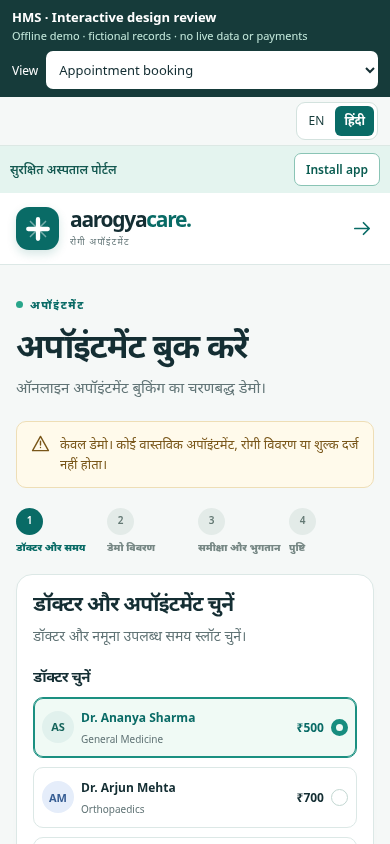 HMS · Interactive design review
Offline demo · fictional records · no live data or payments
View
Appointment booking
EN
हिंदी
सुरक्षित अस्पताल पोर्टल
Install app
aarogyacare.
रोगी अपॉइंटमेंट
अपॉइंटमेंट
अपॉइंटमेंट बुक करें
ऑनलाइन अपॉइंटमेंट बुकिंग का चरणबद्ध डेमो।
केवल डेमो। कोई वास्तविक अपॉइंटमेंट, रोगी विवरण या शुल्क दर्ज
नहीं होता।
1
2
3
4
डॉक्टर और समय
डेमो विवरण
समीक्षा और भुगतान
पुष्टि
डॉक्टर और अपॉइंटमेंट चुनें
डॉक्टर और नमूना उपलब्ध समय स्लॉट चुनें।
डॉक्टर चुनें
AS
Dr. Ananya Sharma
General Medicine
₹500
AM
Dr. Arjun Mehta
Orthopaedics
₹700